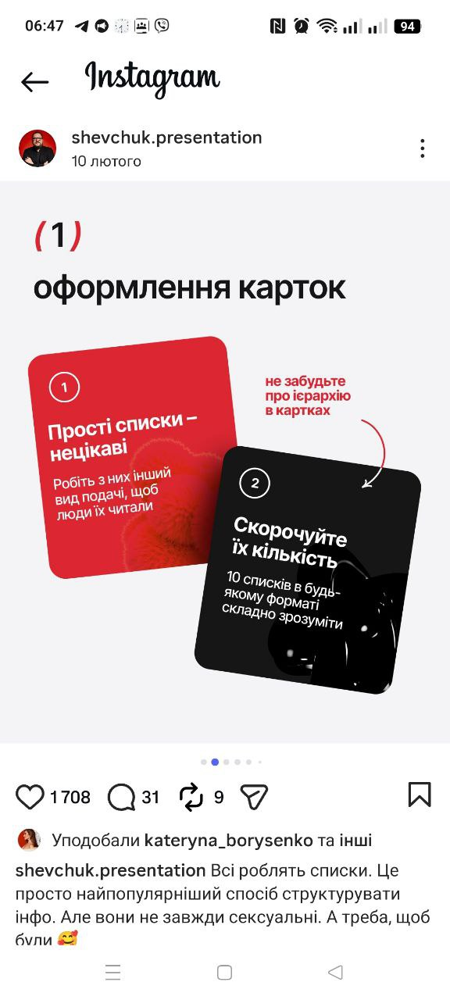 06:47
94
Instagram
shevchuk.presentation
10 лютого
(1)
оформлення карток
1
Прості списки –
нецікаві
Робіть з них інший
вид подачі, щоб
люди їх читали
не забудьте
про ієрархію
в картках
2
Скорочуйте
їх кількість
10 списків в будь-
якому форматі
складно зрозуміти
1 708
31
9
Уподобали kateryna_borysenko та інші
shevchuk.presentation Всі роблять списки. Це
просто найпопулярніший спосіб структурувати
інфо. Але вони не завжди сексуальні. А треба, щоб
були 🥰